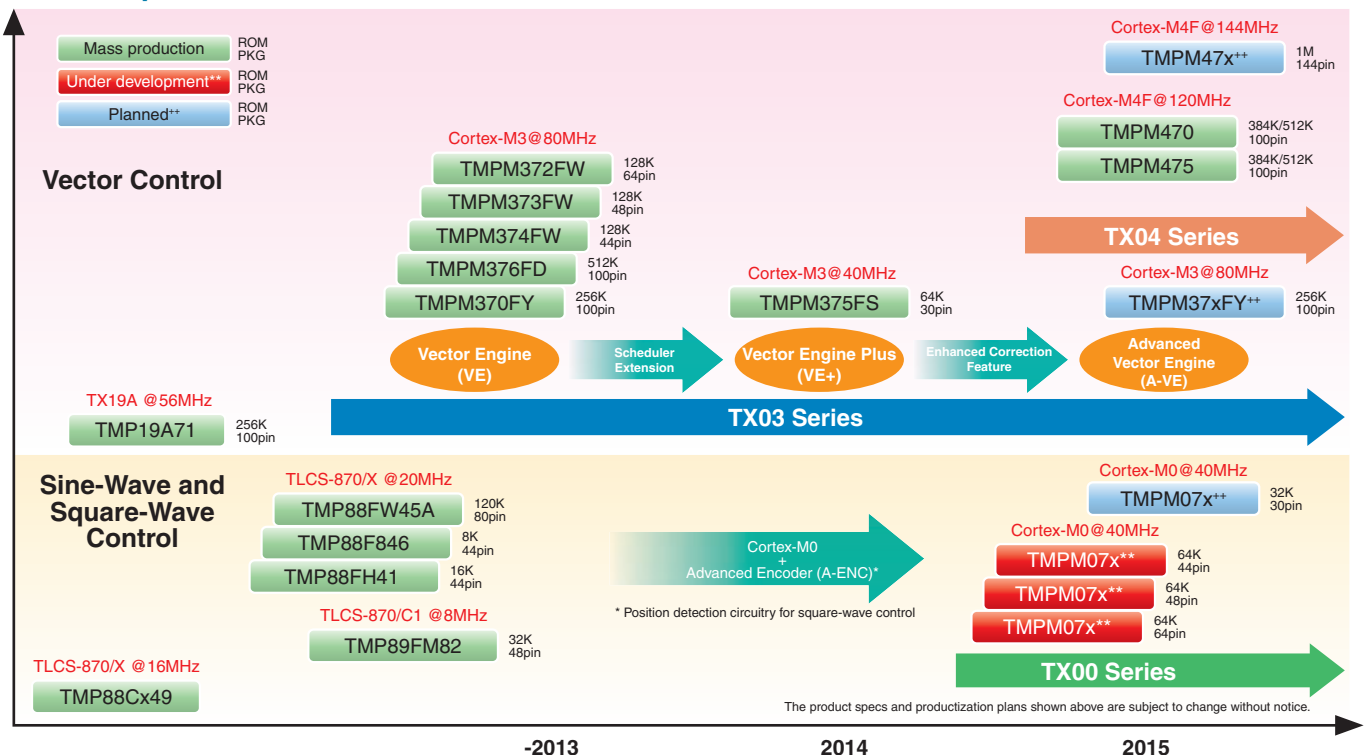 Mass production
ROM
PKG
Under development**
ROM
PKG
Planned++
ROM
PKG
Vector Control
Cortex-M3@80MHz
TMPM372FW
128K
64pin
TMPM373FW
128K
48pin
TMPM374FW
128K
44pin
TMPM376FD
512K
100pin
TMPM370FY
256K
100pin
Cortex-M3@40MHz
TMPM375FS
64K
30pin
Cortex-M4F@144MHz
TMPM47x++
1M
144pin
Cortex-M4F@120MHz
TMPM470
384K/512K
100pin
TMPM475
384K/512K
100pin
TX04 Series
Cortex-M3@80MHz
TMPM37xFY++
256K
100pin
Vector Engine
(VE)
Scheduler
Extension
Vector Engine Plus
(VE+)
Enhanced Correction
Feature
Advanced
Vector Engine
(A-VE)
TX03 Series
TX19A @56MHz
TMP19A71
256K
100pin
Sine-Wave and
Square-Wave
Control
TLCS-870/X @20MHz
TMP88FW45A
120K
80pin
TMP88F846
8K
44pin
TMP88FH41
16K
44pin
TLCS-870/C1 @8MHz
TMP89FM82
32K
48pin
TLCS-870/X @16MHz
TMP88Cx49
Cortex-M0
+
Advanced Encoder (A-ENC)*
* Position detection circuitry for square-wave control
Cortex-M0@40MHz
TMPM07x++
32K
30pin
Cortex-M0@40MHz
TMPM07x**
64K
44pin
TMPM07x**
64K
48pin
TMPM07x**
64K
64pin
TX00 Series
The product specs and productization plans shown above are subject to change without notice.
-2013
2014
2015